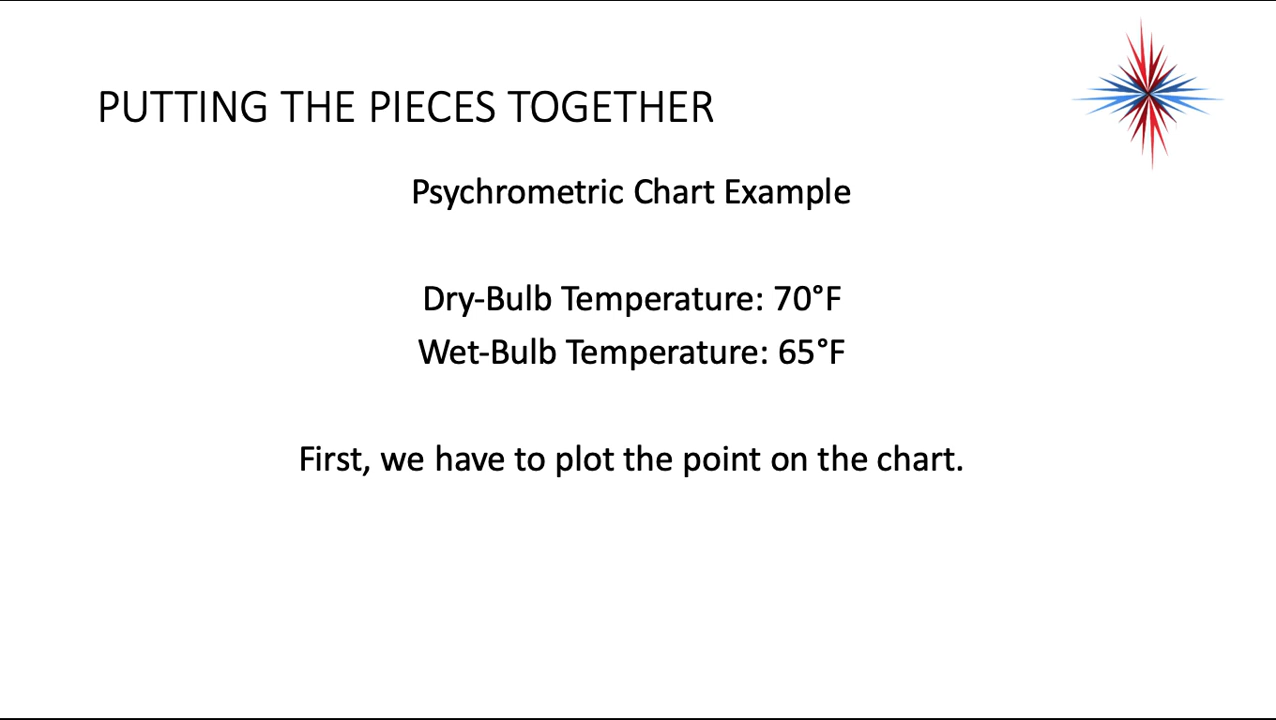 PUTTING THE PIECES TOGETHER
Psychrometric Chart Example
Dry-Bulb Temperature: 70°F
Wet-Bulb Temperature: 65°F
First, we have to plot the point on the chart.